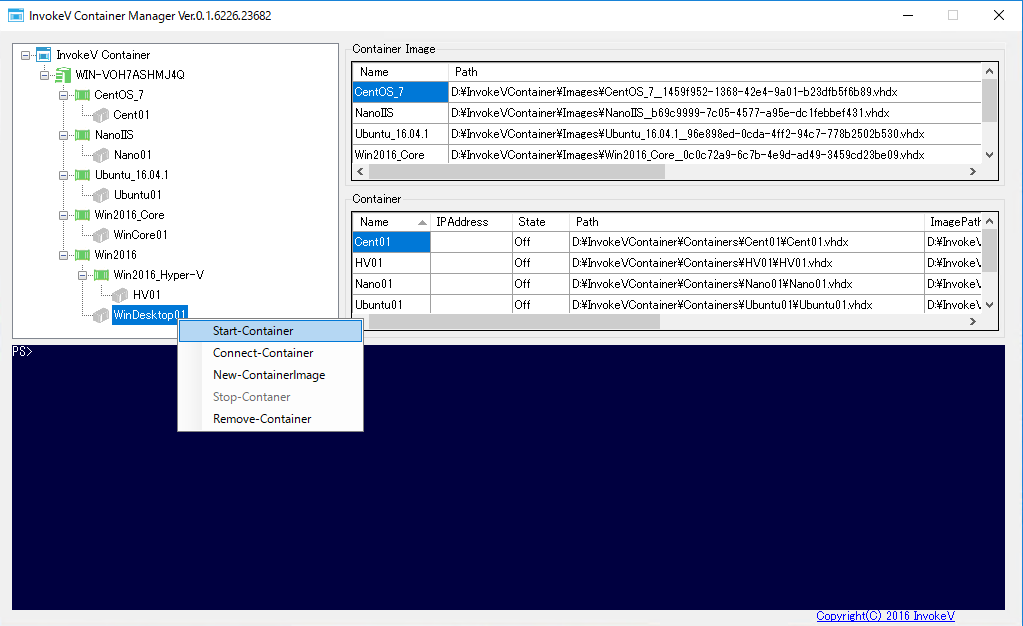 InvokeV Container Manager Ver.0.1.6226.23682
InvokeV Container
WIN-VOH7ASHMJ4Q
CentOS_7
Cent01
NanoIIS
Nano01
Ubuntu_16.04.1
Ubuntu01
Win2016_Core
WinCore01
Win2016
Win2016_Hyper-V
HV01
WinDesktop01
Start-Container
Connect-Container
New-ContainerImage
Stop-Contaner
Remove-Container
Container Image
Name Path
CentOS_7 D:¥InvokeVContainer¥Images¥CentOS_7__1459f952-1368-42e4-9a01-b23dfb5f6b89.vhdx
NanoIIS D:¥InvokeVContainer¥Images¥NanoIIS__b69c9999-7c05-4577-a95e-dc1febbef431.vhdx
Ubuntu_16.04.1 D:¥InvokeVContainer¥Images¥Ubuntu_16.04.1__96e898ed-0cda-4ff2-94c7-778b2502b530.vhdx
Win2016_Core D:¥InvokeVContainer¥Images¥Win2016_Core__0c0c72a9-6c7b-4e9d-ad49-3459cd23be09.vhdx
Container
Name IPAddress State Path ImagePath
Cent01 Off D:¥InvokeVContainer¥Containers¥Cent01¥Cent01.vhdx D:¥InvokeV
HV01 Off D:¥InvokeVContainer¥Containers¥HV01¥HV01.vhdx D:¥InvokeV
Nano01 Off D:¥InvokeVContainer¥Containers¥Nano01¥Nano01.vhdx D:¥InvokeV
Ubuntu01 Off D:¥InvokeVContainer¥Containers¥Ubuntu01¥Ubuntu01.vhdx D:¥InvokeV
PS>
Copyright(C) 2016 InvokeV